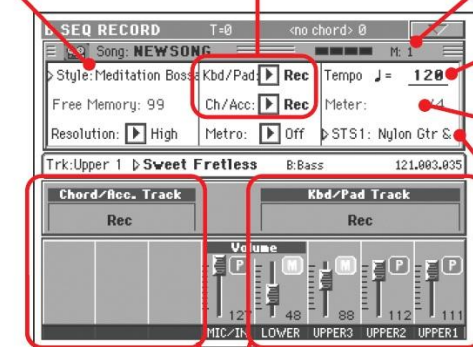 SEQ RECORD T=0 <no chord> 0
Song: NEWSONG M: 1
Style: Meditation Bossa Kbd/Pad: Rec Tempo ♩ = 120
Free Memory: 99 Ch/Acc: Rec Meter: /4
Resolution: High Metro: Off STS1: Nylon Gtr &
Trk:Upper 1 Sweet Fretless B:Bass 121.003.035
Chord/Acc. Track Kbd/Pad Track
Rec Rec
Volume
P M M P P
127 48 88 112 111
MIC/IN LOWER UPPER3 UPPER2 UPPER1